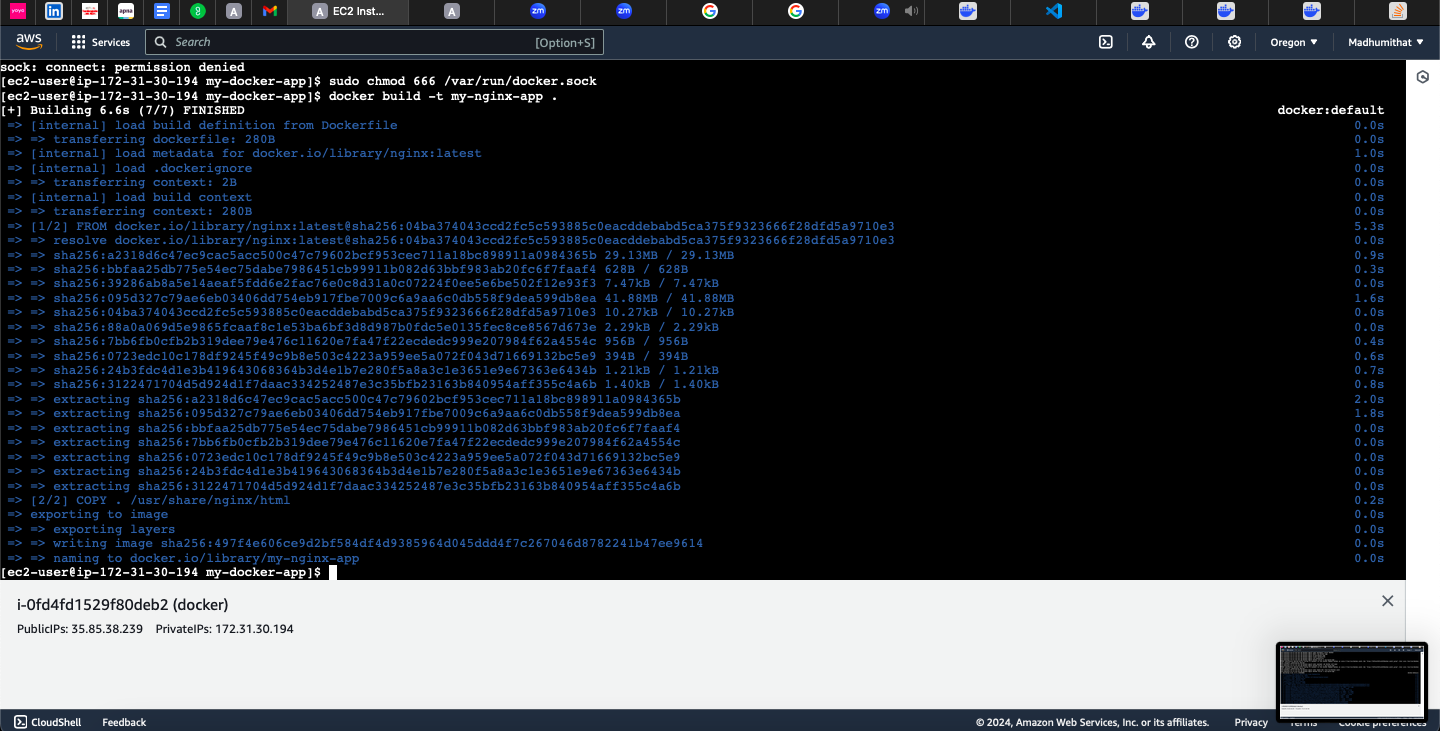 EC2 Inst...
aws
Services
Search
[Option+S]
Oregon
Madhumithat
sock: connect: permission denied
[ec2-user@ip-172-31-30-194 my-docker-app]$ sudo chmod 666 /var/run/docker.sock
[ec2-user@ip-172-31-30-194 my-docker-app]$ docker build -t my-nginx-app .
[+] Building 6.6s (7/7) FINISHED docker:default
=> [internal] load build definition from Dockerfile 0.0s
=> => transferring dockerfile: 280B 0.0s
=> [internal] load metadata for docker.io/library/nginx:latest 1.0s
=> [internal] load .dockerignore 0.0s
=> => transferring context: 2B 0.0s
=> [internal] load build context 0.0s
=> => transferring context: 280B 0.0s
=> [1/2] FROM docker.io/library/nginx:latest@sha256:04ba374043ccd2fc5c593885c0eacddebabd5ca375f9323666f28dfd5a9710e3 5.3s
=> => resolve docker.io/library/nginx:latest@sha256:04ba374043ccd2fc5c593885c0eacddebabd5ca375f9323666f28dfd5a9710e3 0.0s
=> => sha256:a2318d6c47ec9cac5acc500c47c79602bcf953cec711a18bc898911a0984365b 29.13MB / 29.13MB 0.9s
=> => sha256:bbfaa25db775e54ec75dabe7986451cb99911b082d63bbf983ab20fc6f7faaf4 628B / 628B 0.3s
=> => sha256:39286ab8a5e14aeaf5fdd6e2fac76e0c8d31a0c07224f0ee5e6be502f12e93f3 7.47kB / 7.47kB 0.0s
=> => sha256:095d327c79ae6eb03406dd754eb917fbe7009c6a9aa6c0db558f9dea599db8ea 41.88MB / 41.88MB 1.6s
=> => sha256:04ba374043ccd2fc5c593885c0eacddebabd5ca375f9323666f28dfd5a9710e3 10.27kB / 10.27kB 0.0s
=> => sha256:88a0a069d5e9865fcaaf8c1e53ba6bf3d8d987b0fdc5e0135fec8ce8567d673e 2.29kB / 2.29kB 0.0s
=> => sha256:7bb6fb0cfb2b319dee79e476c11620e7fa47f22ecdedc999e207984f62a4554c 956B / 956B 0.4s
=> => sha256:0723edc10c178df9245f49c9b8e503c4223a959ee5a072f043d71669132bc5e9 394B / 394B 0.6s
=> => sha256:24b3fdc4d1e3b419643068364b3d4e1b7e280f5a8a3c1e3651e9e67363e6434b 1.21kB / 1.21kB 0.7s
=> => sha256:3122471704d5d924d1f7daac334252487e3c35bfb23163b840954aff355c4a6b 1.40kB / 1.40kB 0.8s
=> => extracting sha256:a2318d6c47ec9cac5acc500c47c79602bcf953cec711a18bc898911a0984365b 2.0s
=> => extracting sha256:095d327c79ae6eb03406dd754eb917fbe7009c6a9aa6c0db558f9dea599db8ea 1.8s
=> => extracting sha256:bbfaa25db775e54ec75dabe7986451cb99911b082d63bbf983ab20fc6f7faaf4 0.0s
=> => extracting sha256:7bb6fb0cfb2b319dee79e476c11620e7fa47f22ecdedc999e207984f62a4554c 0.0s
=> => extracting sha256:0723edc10c178df9245f49c9b8e503c4223a959ee5a072f043d71669132bc5e9 0.0s
=> => extracting sha256:24b3fdc4d1e3b419643068364b3d4e1b7e280f5a8a3c1e3651e9e67363e6434b 0.0s
=> => extracting sha256:3122471704d5d924d1f7daac334252487e3c35bfb23163b840954aff355c4a6b 0.0s
=> [2/2] COPY . /usr/share/nginx/html 0.2s
=> exporting to image 0.0s
=> => exporting layers 0.0s
=> => writing image sha256:497f4e606ce9d2bf584df4d9385964d045ddd4f7c267046d8782241b47ee9614 0.0s
=> => naming to docker.io/library/my-nginx-app 0.0s
[ec2-user@ip-172-31-30-194 my-docker-app]$
i-0fd4fd1529f80deb2 (docker)
PublicIPs: 35.85.38.239 PrivateIPs: 172.31.30.194
CloudShell Feedback © 2024, Amazon Web Services, Inc. or its affiliates. Privacy Terms Cookie preferences